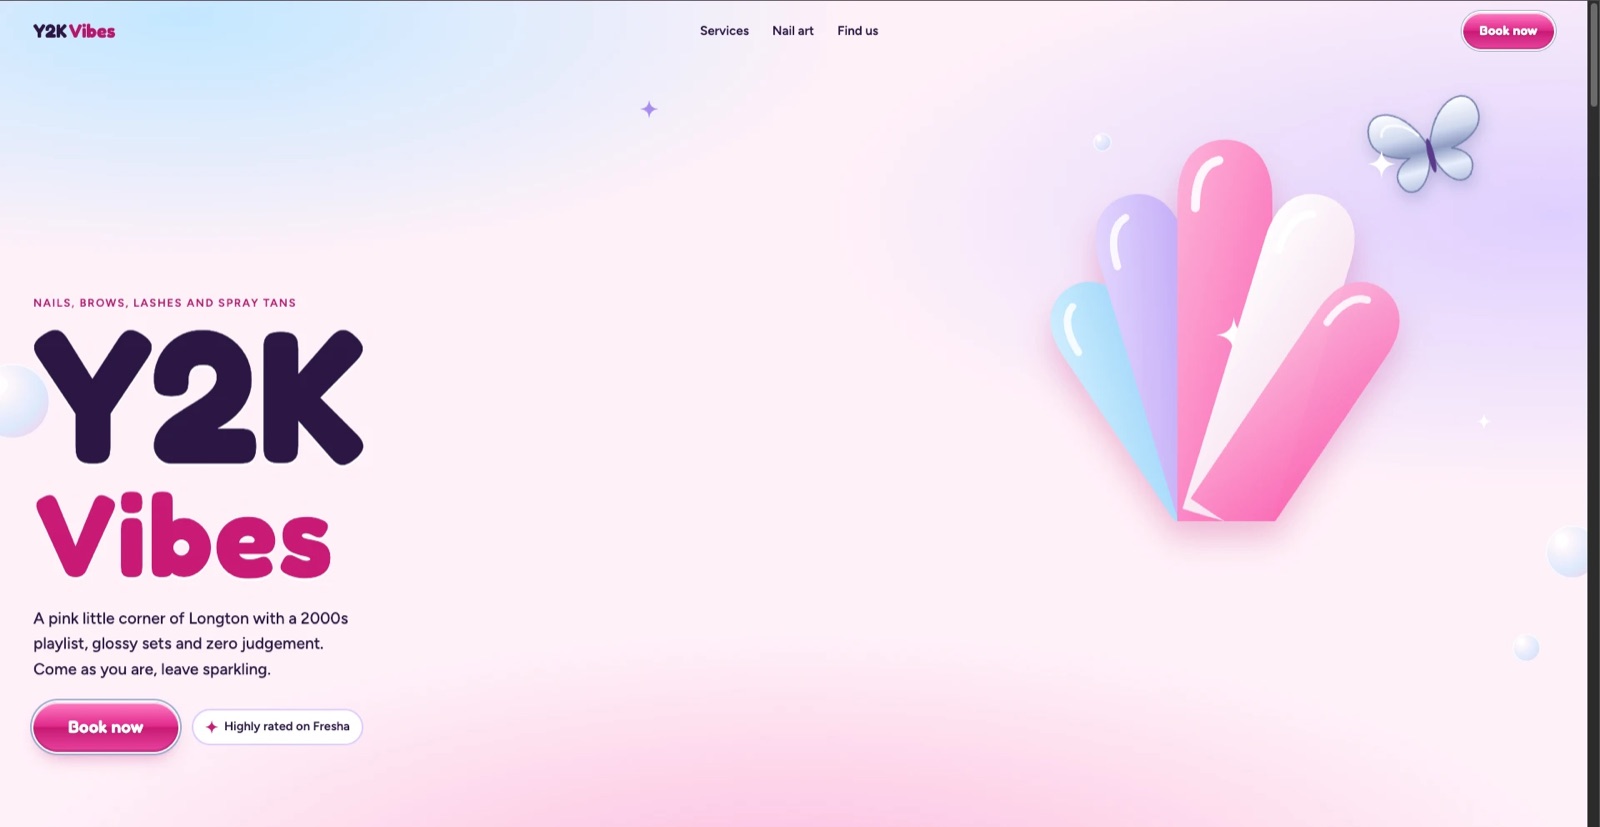 Y2K Vibes
Services
Nail art
Find us
Book now
NAILS, BROWS, LASHES AND SPRAY TANS
Y2K
Vibes
A pink little corner of Longton with a 2000s
playlist, glossy sets and zero judgement.
Come as you are, leave sparkling.
Book now
Highly rated on Fresha